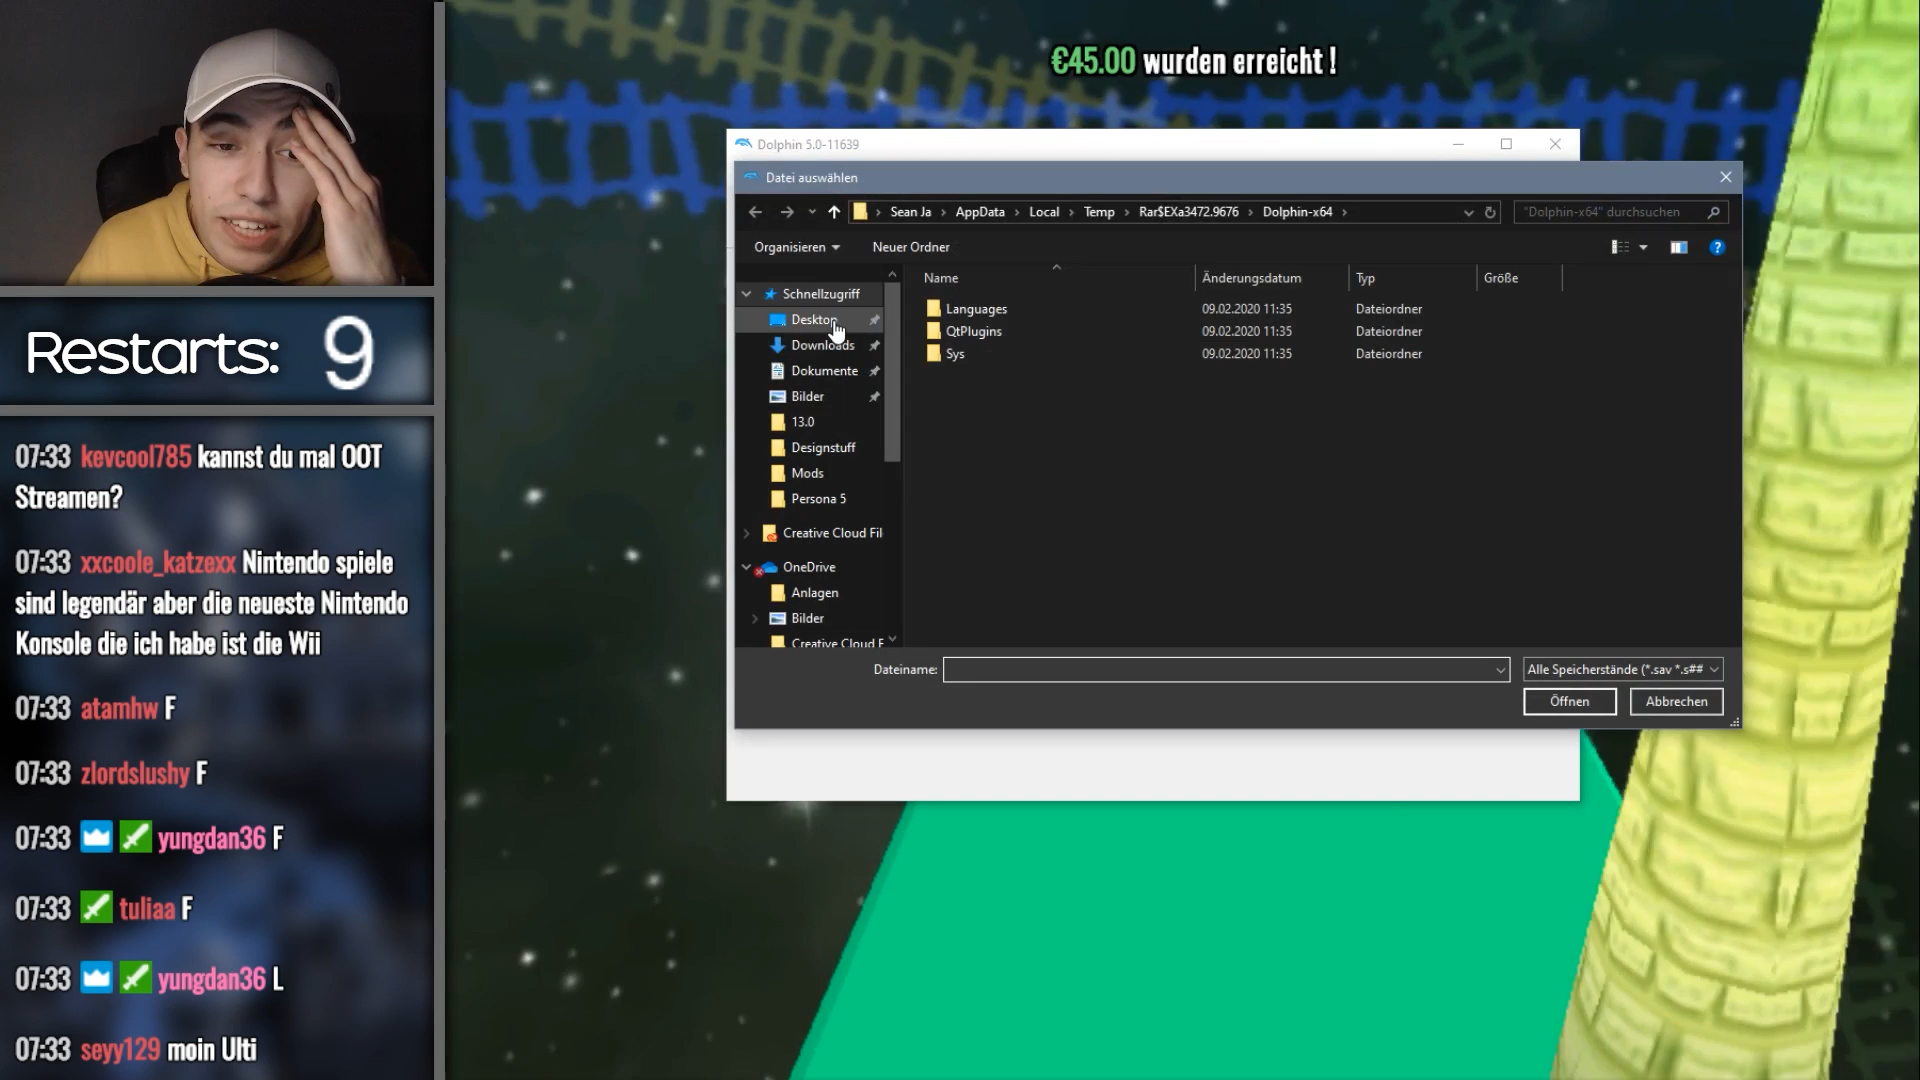 €45.00 wurden erreicht !
Dolphin 5.0-11639
Datei auswählen
Sean Ja > AppData > Local > Temp > Rar$EXa3472.9676 > Dolphin-x64 >
"Dolphin-x64" durchsuchen
Organisieren
Neuer Ordner
Name Änderungsdatum Typ Größe
Schnellzugriff
Desktop
Downloads
Dokumente
Bilder
13.0
Designstuff
Mods
Persona 5
Creative Cloud Fil
OneDrive
Anlagen
Bilder
Creative Cloud F
Languages 09.02.2020 11:35 Dateiordner
QtPlugins 09.02.2020 11:35 Dateiordner
Sys 09.02.2020 11:35 Dateiordner
Dateiname:
Alle Speicherstände (*.sav *.s##
Öffnen
Abbrechen
Restarts: 9
07:33 kevcool785 kannst du mal OOT
Streamen?
07:33 xxcoole_katzexx Nintendo spiele
sind legendär aber die neueste Nintendo
Konsole die ich habe ist die Wii
07:33 atamhw F
07:33 zlordslushy F
07:33 yungdan36 F
07:33 tuliaa F
07:33 yungdan36 L
07:33 seyy129 moin Ulti